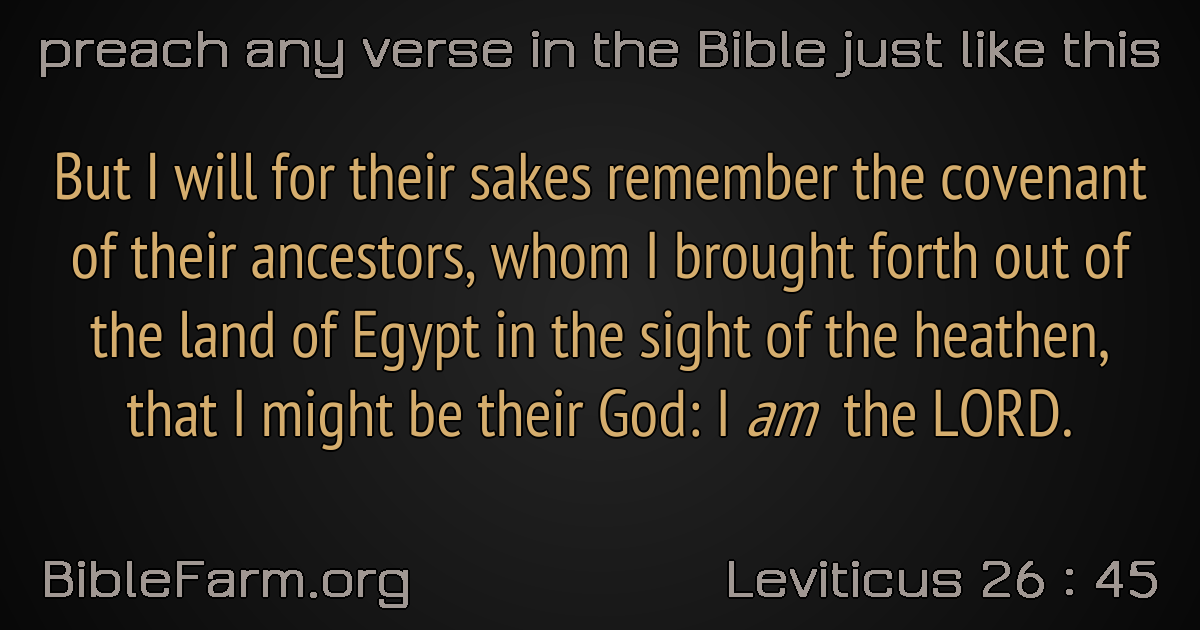 preach any verse in the Bible just like this
But I will for their sakes remember the covenant
of their ancestors, whom I brought forth out of
the land of Egypt in the sight of the heathen,
that I might be their God: I am the LORD.
BibleFarm.org
Leviticus 26 : 45